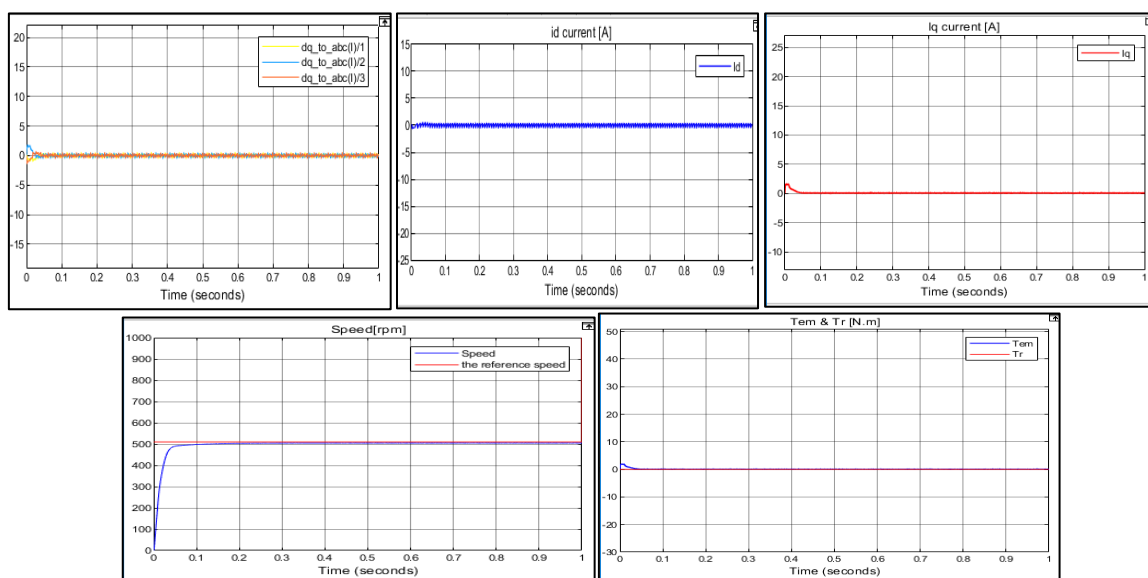 20
15
10
5
0
-5
-10
-15
dq_to_abc(I)/1
dq_to_abc(I)/2
dq_to_abc(I)/3
0 0.1 0.2 0.3 0.4 0.5 0.6 0.7 0.8 0.9 1
Time (seconds)
id current [A]
15
10
5
0
-5
-10
-15
-20
-25
Id
0 0.1 0.2 0.3 0.4 0.5 0.6 0.7 0.8 0.9 1
Time (seconds)
Iq current [A]
25
20
15
10
5
0
-5
-10
Iq
0 0.1 0.2 0.3 0.4 0.5 0.6 0.7 0.8 0.9 1
Time (seconds)
Speed[rpm]
1000
900
800
700
600
500
400
300
200
100
0
Speed
the reference speed
0 0.1 0.2 0.3 0.4 0.5 0.6 0.7 0.8 0.9 1
Time (seconds)
Tem & Tr [N.m]
50
40
30
20
10
0
-10
-20
-30
Tem
Tr
0 0.1 0.2 0.3 0.4 0.5 0.6 0.7 0.8 0.9 1
Time (seconds)